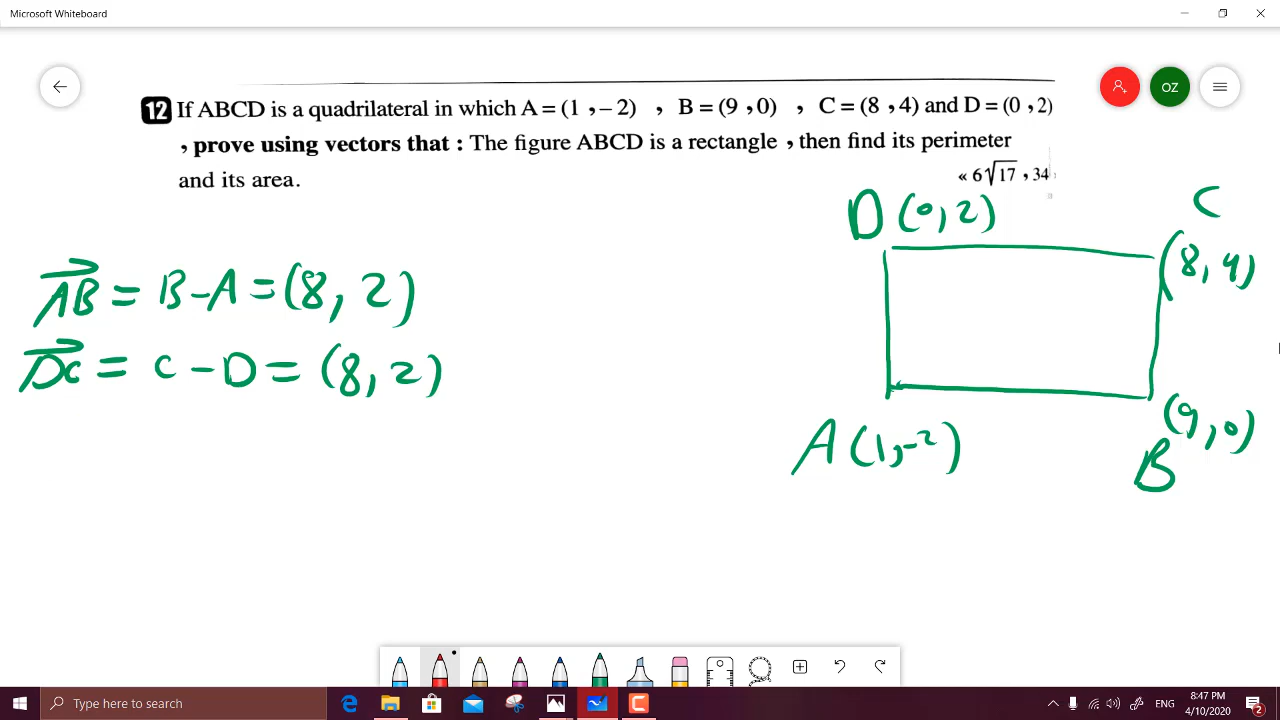 Microsoft Whiteboard
12 If ABCD is a quadrilateral in which A = (1 , – 2) , B = (9 , 0) , C = (8 , 4) and D = (0 , 2)
, prove using vectors that : The figure ABCD is a rectangle , then find its perimeter
and its area.
« 6√17 , 34
OZ
D (0, 2)
C
(8, 4)
AB = B - A = (8, 2)
DC = C - D = (8, 2)
A (1, -2)
(9, 0)
B
Type here to search
ENG
8:47 PM
4/10/2020
2